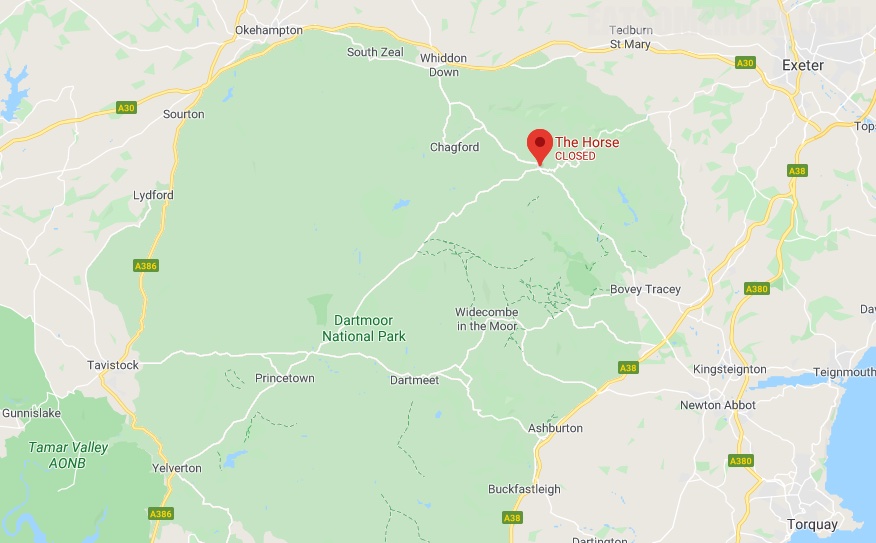 Okehampton
Tedburn
St Mary
South Zeal
Whiddon
Down
A30
Exeter
A30
Sourton
Tops
The Horse
CLOSED
Chagford
A38
Lydford
A386
A380
Bovey Tracey
Widecombe
in the Moor
Daw
Dartmoor
National Park
Tavistock
A38
Kingsteignton
Teignmouth
Princetown
Dartmeet
Newton Abbot
Gunnislake
Ashburton
Tamar Valley
AONB
A380
Yelverton
Buckfastleigh
A386
A38
Torquay
Dartington